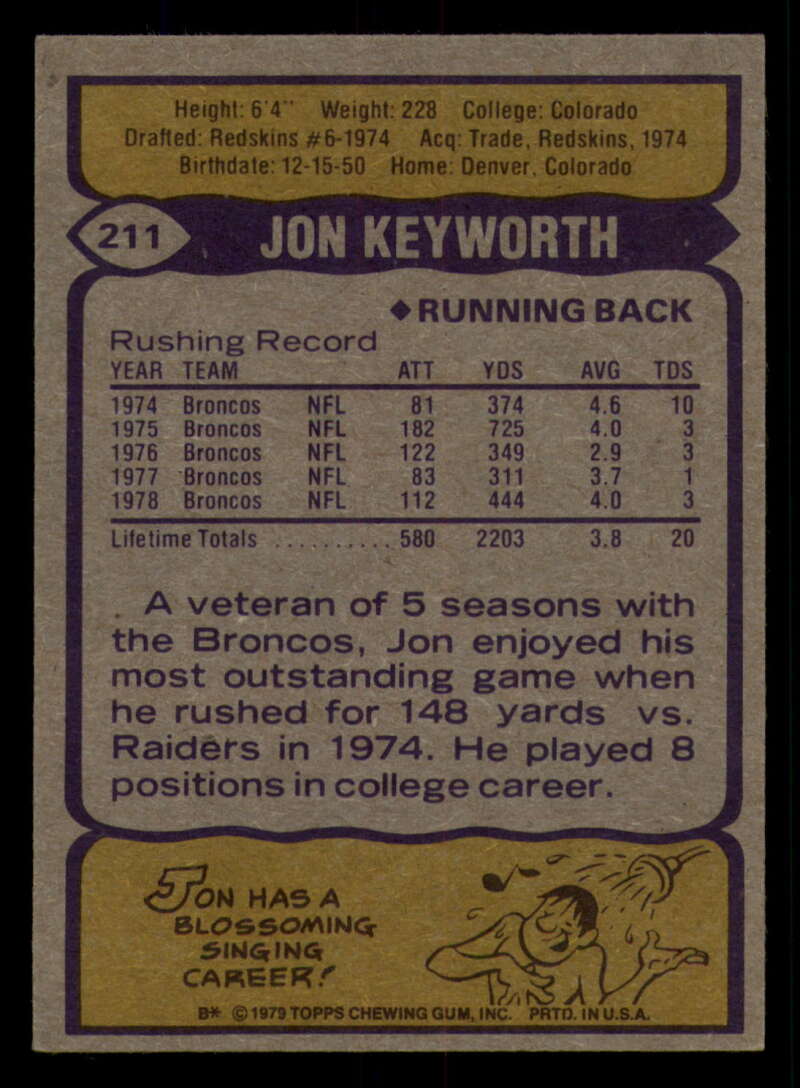 Height: 6'4" Weight: 228 College: Colorado
Drafted: Redskins #6-1974 Acq: Trade, Redskins, 1974
Birthdate: 12-15-50 Home: Denver, Colorado
211 JON KEYWORTH
◆RUNNING BACK
Rushing Record
YEAR TEAM ATT YDS AVG TDS
1974 Broncos NFL 81 374 4.6 10
1975 Broncos NFL 182 725 4.0 3
1976 Broncos NFL 122 349 2.9 3
1977 Broncos NFL 83 311 3.7 1
1978 Broncos NFL 112 444 4.0 3
Lifetime Totals .......... 580 2203 3.8 20
A veteran of 5 seasons with
the Broncos, Jon enjoyed his
most outstanding game when
he rushed for 148 yards vs.
Raiders in 1974. He played 8
positions in college career.
JON HAS A
BLOSSOMING
SINGING
CAREER!
B* ©1979 TOPPS CHEWING GUM, INC. PRTD. IN U.S.A.